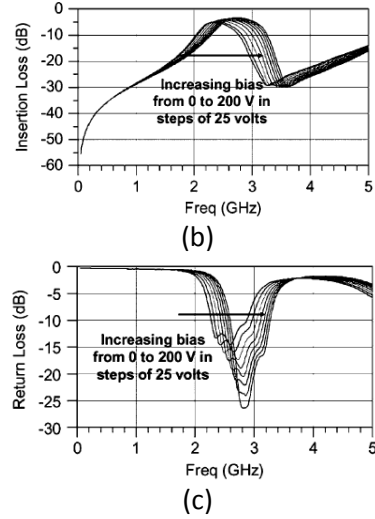 Insertion Loss (dB)
0
-10
-20
-30
-40
-50
-60
Increasing bias
from 0 to 200 V in
steps of 25 volts
0 1 2 3 4 5
Freq (GHz)
(b)
Return Loss (dB)
0
-5
-10
-15
-20
-25
-30
Increasing bias
from 0 to 200 V in
steps of 25 volts
0 1 2 3 4 5
Freq (GHz)
(c)